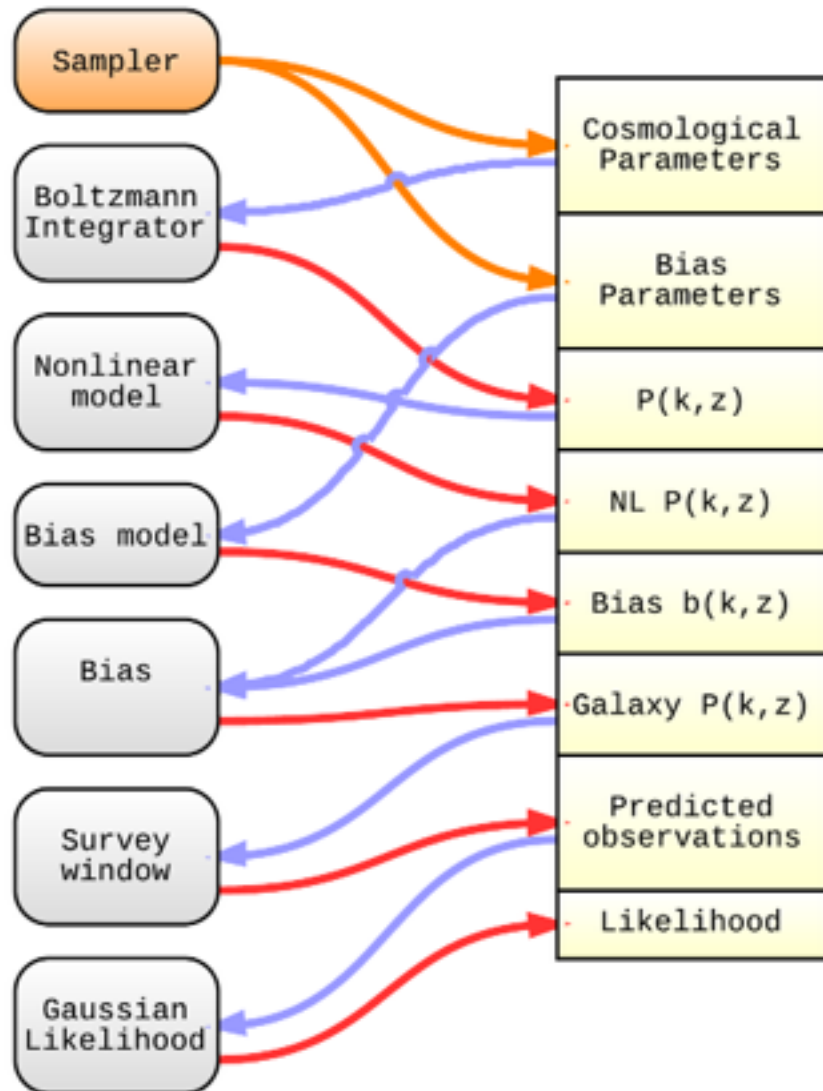 Sampler
Boltzmann
Integrator
Nonlinear
model
Bias model
Bias
Survey
window
Gaussian
Likelihood
Cosmological
Parameters
Bias
Parameters
P(k,z)
NL P(k,z)
Bias b(k,z)
Galaxy P(k,z)
Predicted
observations
Likelihood